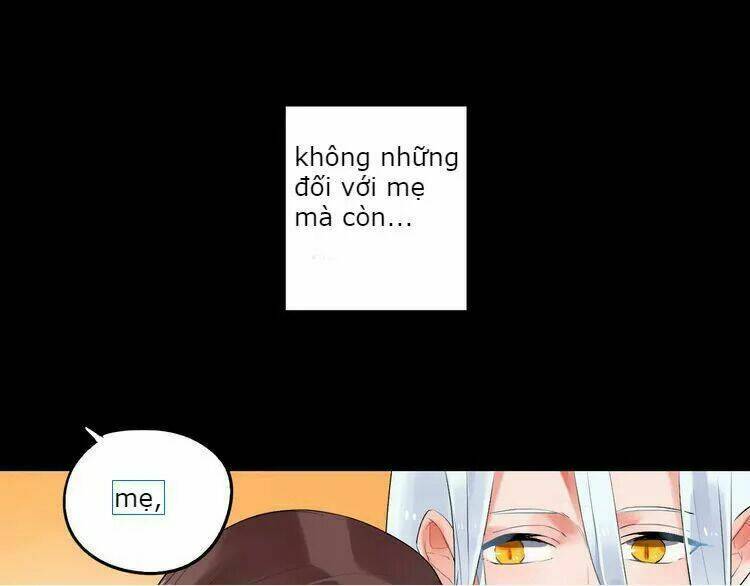 không những
đối với mẹ
mà còn...
mẹ,